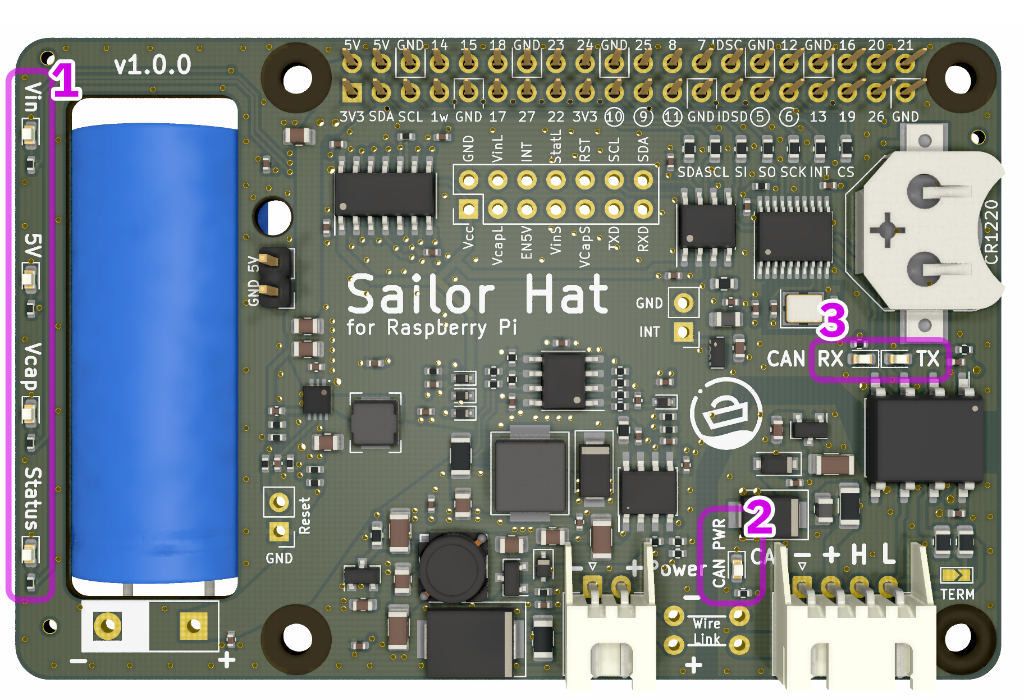 v1.0.0
1
5V 5V GND 14 15 18 GND 23 24 GND 25 8 7 IDSC GND 12 GND 16 20 21
3V3 SDA SCL 1w GND 17 27 22 3V3 10 9 11 GND IDSD 5 6 13 19 26 GND
Vin
5V
Vcap
Status
GND VinL INT StatL RST SCL SDA
Vcc VcapL EN5V VinS VCapS TXD RXD
SDA SCL SI SO SCK INT CS
CR1220
+
5V
GND
Sailor Hat
for Raspberry Pi
GND
INT
3
CAN RX TX
Reset
GND
2
CAN PWR
CA
- + H L
- + Power
TERM
-
Wire
Link
+
- +